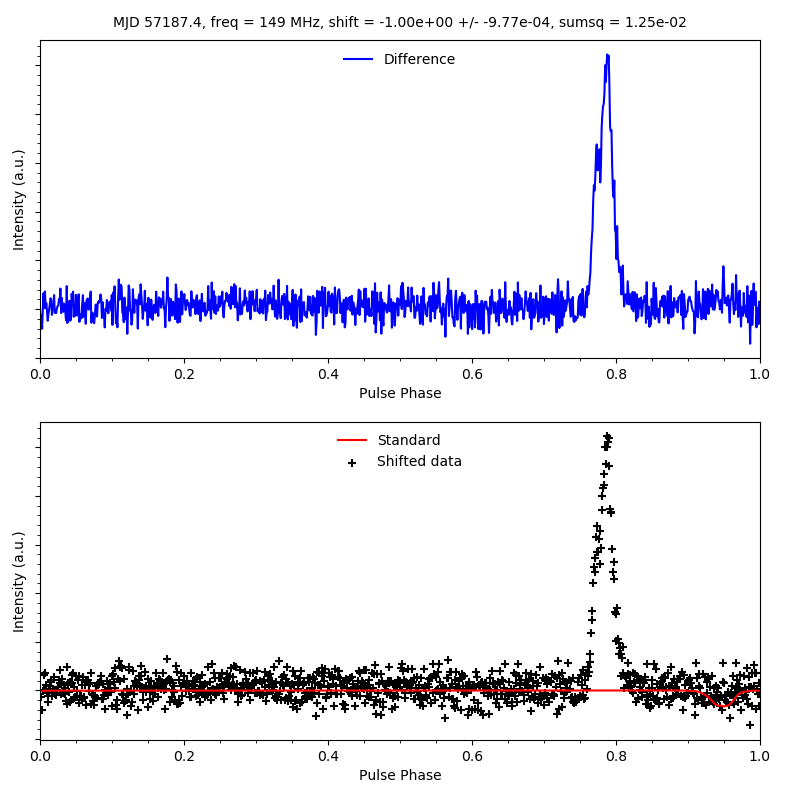 MJD 57187.4, freq = 149 MHz, shift = -1.00e+00 +/- -9.77e-04, sumsq = 1.25e-02
Difference
Intensity (a.u.)
0.0 0.2 0.4 0.6 0.8 1.0
Pulse Phase
Standard
Shifted data
Intensity (a.u.)
0.0 0.2 0.4 0.6 0.8 1.0
Pulse Phase